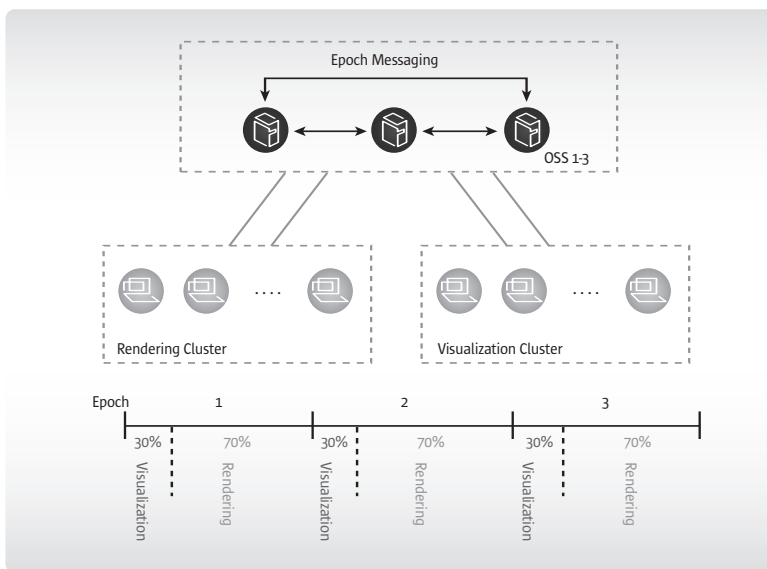 Epoch Messaging
OSS 1-3
....
....
Rendering Cluster
Visualization Cluster
Epoch 1 2 3
30% 70% 30% 70% 30% 70%
Visualization
Rendering
Visualization
Rendering
Visualization
Rendering